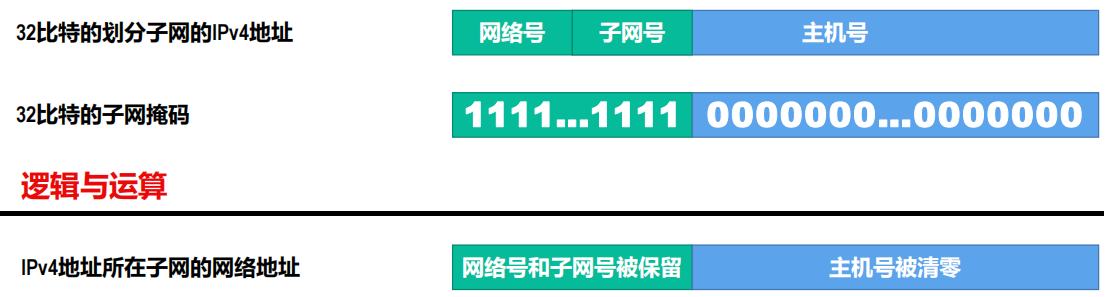 32比特的划分子网的IPv4地址 网络号 子网号 主机号
32比特的子网掩码 1111...1111 0000000...0000000
逻辑与运算
IPv4地址所在子网的网络地址 网络号和子网号被保留 主机号被清零